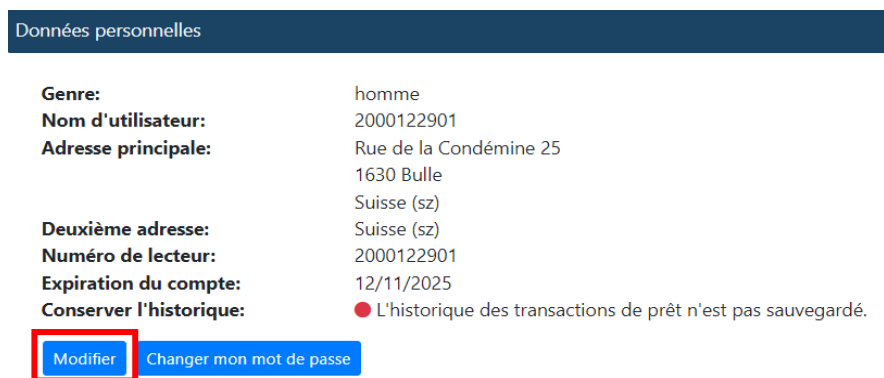 Données personnelles
Genre: homme
Nom d'utilisateur: 2000122901
Adresse principale: Rue de la Condémine 25
1630 Bulle
Suisse (sz)
Deuxième adresse: Suisse (sz)
Numéro de lecteur: 2000122901
Expiration du compte: 12/11/2025
Conserver l'historique: L'historique des transactions de prêt n'est pas sauvegardé.
Modifier Changer mon mot de passe